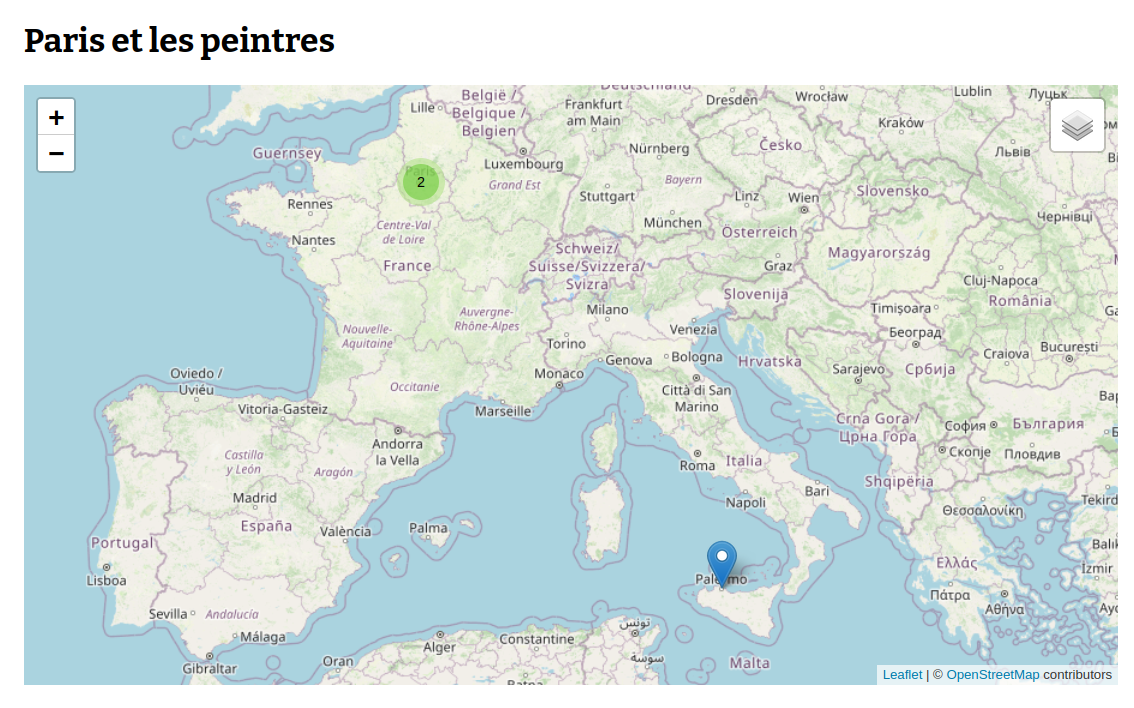 Paris et les peintres
+
−
Lille
België /
Belgique /
Belgien
Deutschland
Frankfurt
am Main
Dresden
Wrocław
Lublin
Луцьк
Kraków
Česko
Nürnberg
Luxembourg
Guernsey
Paris
2
Grand Est
Bayern
Stuttgart
Львів
Slovensko
Linz
Wien
Rennes
München
Чернівці
Centre-Val
de Loire
Nantes
Österreich
Magyarország
Schweiz/
Suisse/Svizzera/
Svizra
France
Graz
Cluj-Napoca
Slovenija
România
Milano
Timișoara
Auvergne-
Rhône-Alpes
Nouvelle-
Aquitaine
Venezia
Београд
Torino
Genova
Bologna
Hrvatska
Craiova
București
Sarajevo
Србија
Monaco
Oviedo /
Uviéu
Occitanie
Città di San
Marino
Vitoria-Gasteiz
Marseille
Crna Gora /
Црна Гора
София
България
Andorra
la Vella
Скопје
Пловдив
Castilla
y León
Aragón
Roma
Italia
Shqipëria
Madrid
Napoli
Bari
Θεσσαλονίκη
Tekird
España
València
Palma
Portugal
Ελλάς
Balık
İzmir
Lisboa
Palermo
Πάτρα
Αθήνα
Sevilla
Andalucía
تونس
Málaga
Alger
Constantine
Gibraltar
Oran
سوسة
Malta
Batna
Leaflet | © OpenStreetMap contributors